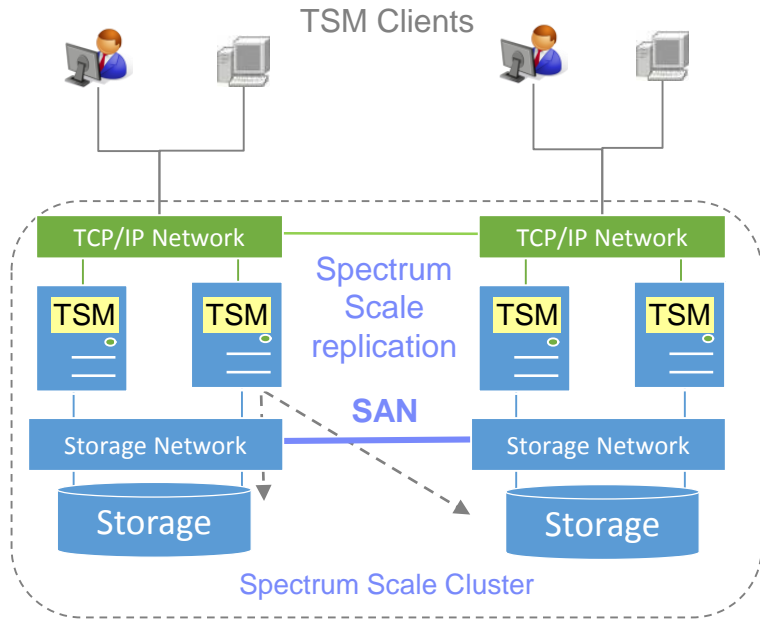 TSM Clients
TCP/IP Network
TCP/IP Network
Spectrum
Scale
replication
TSM
TSM
TSM
TSM
SAN
Storage Network
Storage Network
Storage
Storage
Spectrum Scale Cluster